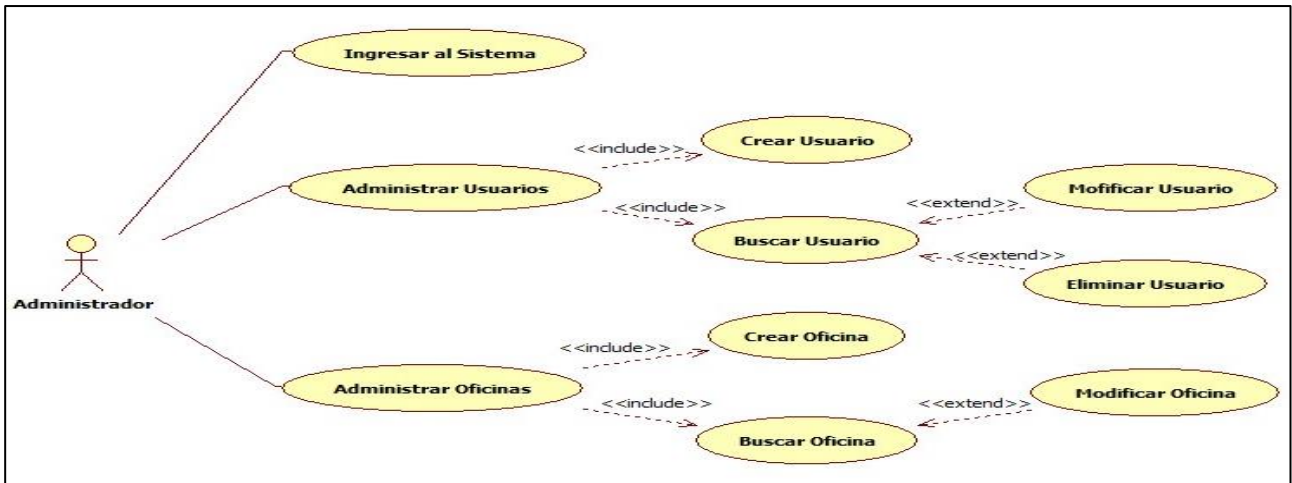 Ingresar al Sistema
<<include>>
Crear Usuario
Administrar Usuarios
<<include>>
Buscar Usuario
<<extend>>
Mofificar Usuario
<<extend>>
Eliminar Usuario
Administrador
<<include>>
Crear Oficina
Administrar Oficinas
<<include>>
Buscar Oficina
<<extend>>
Modificar Oficina